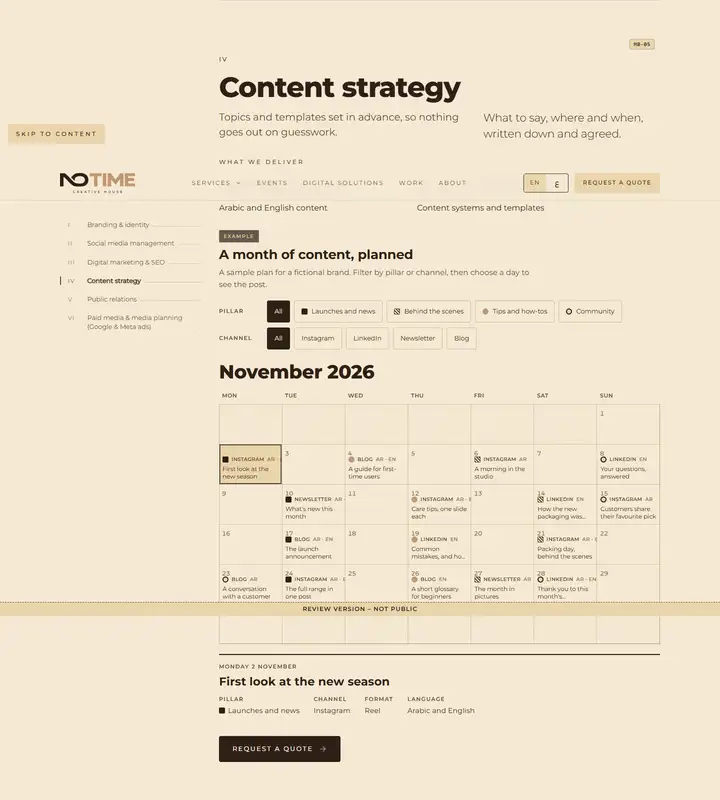 MB-05
IV
Content strategy
Topics and templates set in advance, so nothing
goes out on guesswork.
What to say, where and when,
written down and agreed.
SKIP TO CONTENT
WHAT WE DELIVER
NOTIME
CREATIVE HOUSE
SERVICES
EVENTS
DIGITAL SOLUTIONS
WORK
ABOUT
EN
ع
REQUEST A QUOTE
Arabic and English content
Content systems and templates
I Branding & identity
II Social media management
III Digital marketing & SEO
IV Content strategy
V Public relations
VI Paid media & media planning
(Google & Meta ads)
EXAMPLE
A month of content, planned
A sample plan for a fictional brand. Filter by pillar or channel, then choose a day to
see the post.
PILLAR
All
Launches and news
Behind the scenes
Tips and how-tos
Community
CHANNEL
All
Instagram
LinkedIn
Newsletter
Blog
November 2026
MON TUE WED THU FRI SAT SUN
1
INSTAGRAM AR
First look at the
new season
3
4
BLOG AR · EN
A guide for first-
time users
5
6
INSTAGRAM AR
A morning in the
studio
7
8
LINKEDIN EN
Your questions,
answered
9
10
NEWSLETTER AR
What's new this
month
11
12
INSTAGRAM AR · E
Care tips, one slide
each
13
14
LINKEDIN EN
How the new
packaging was…
15
INSTAGRAM AR
Customers share
their favourite pick
16
17
BLOG AR · EN
The launch
announcement
18
19
LINKEDIN EN
Common
mistakes, and ho…
20
21
INSTAGRAM AR · E
Packing day,
behind the scenes
22
23
BLOG AR
A conversation
with a customer
24
INSTAGRAM AR · E
The full range in
one post
25
26
BLOG EN
A short glossary
for beginners
27
NEWSLETTER AR
The month in
pictures
28
LINKEDIN AR · EN
Thank you to this
month's…
29
REVIEW VERSION – NOT PUBLIC
MONDAY 2 NOVEMBER
First look at the new season
PILLAR
Launches and news
CHANNEL
Instagram
FORMAT
Reel
LANGUAGE
Arabic and English
REQUEST A QUOTE →